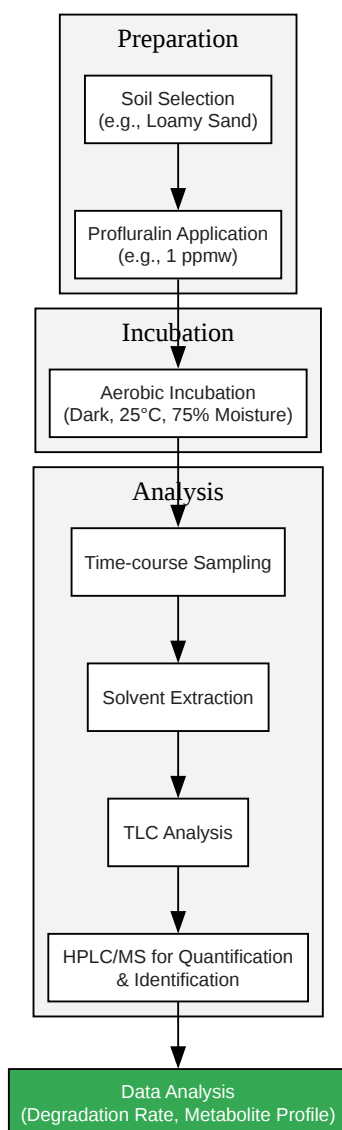 Preparation
Soil Selection
(e.g., Loamy Sand)
Profluralin Application
(e.g., 1 ppmw)
Incubation
Aerobic Incubation
(Dark, 25°C, 75% Moisture)
Analysis
Time-course Sampling
Solvent Extraction
TLC Analysis
HPLC/MS for Quantification
& Identification
Data Analysis
(Degradation Rate, Metabolite Profile)